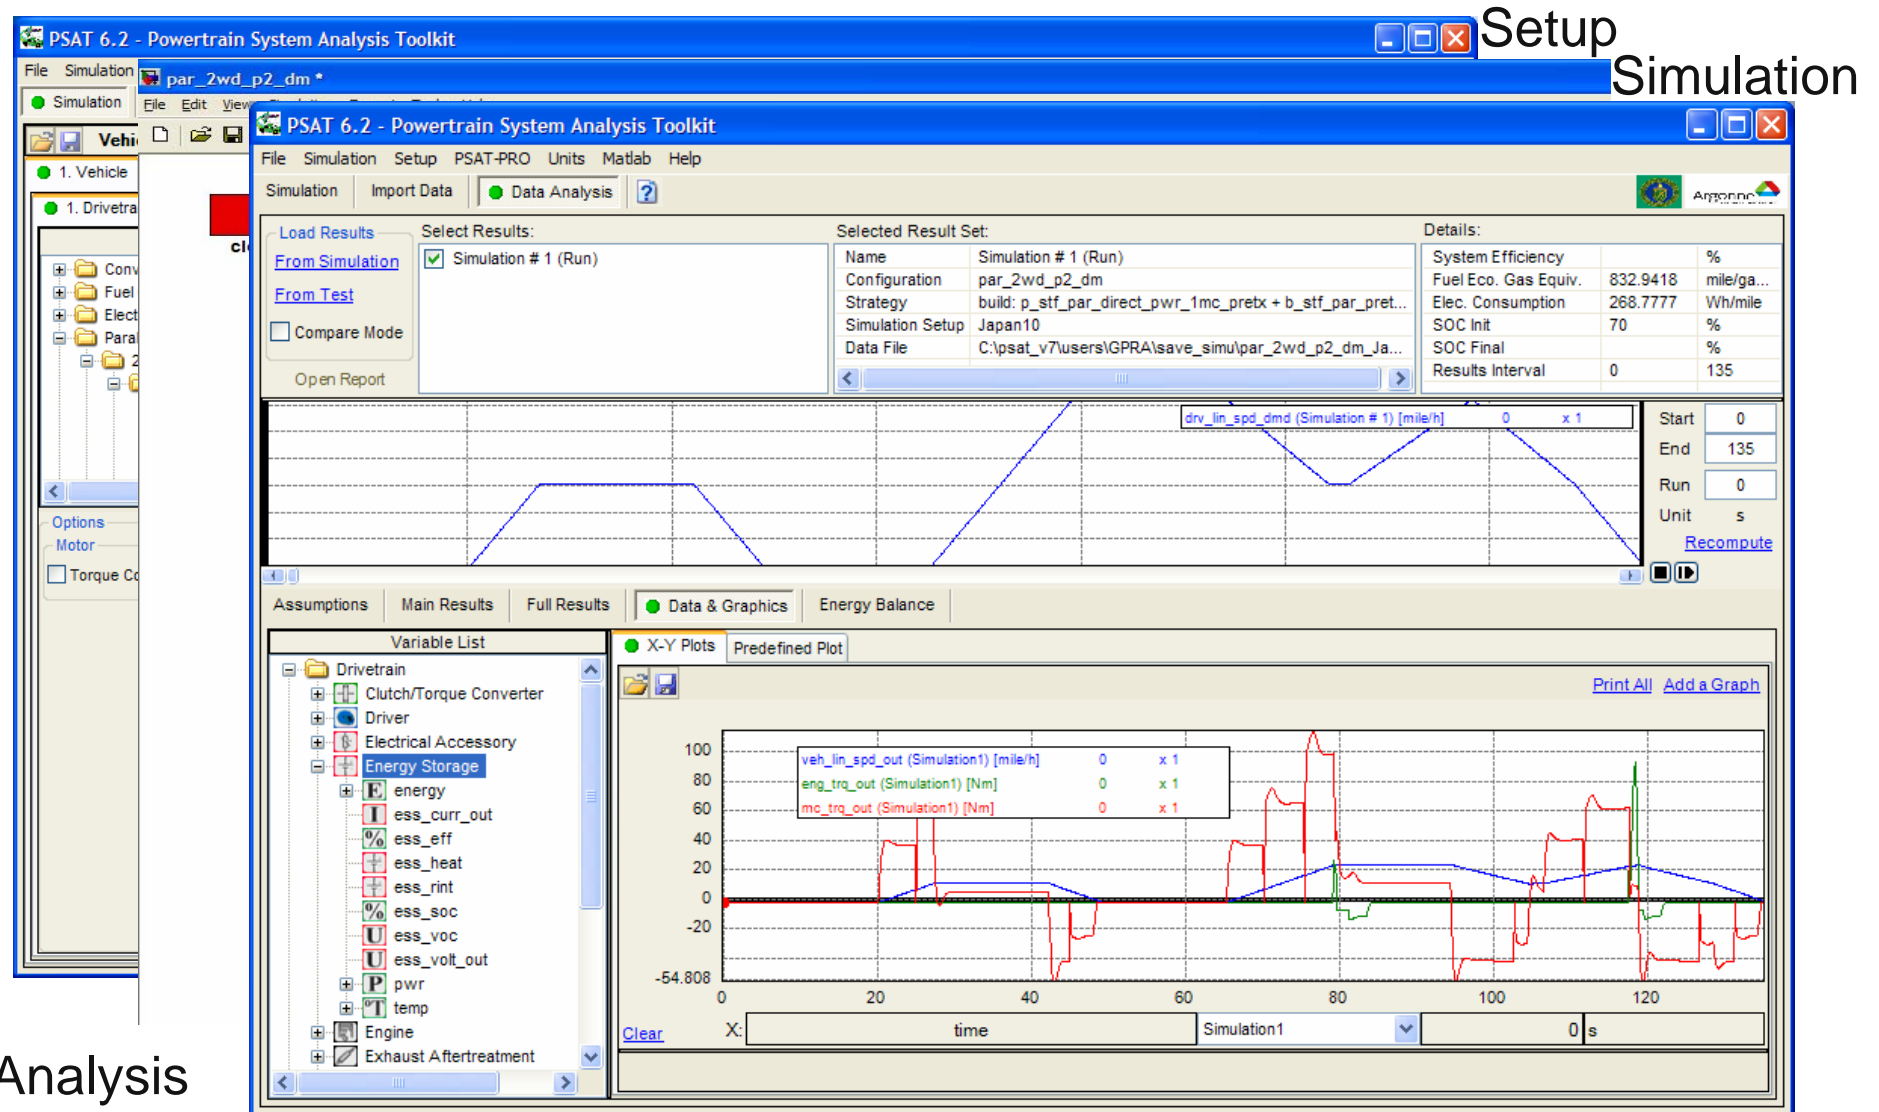 Setup
Simulation
PSAT 6.2 - Powertrain System Analysis Toolkit
File Simulation
Simulation
1. Vehicle
Options
Motor
par_2wd_p2_dm *
File Edit View
PSAT 6.2 - Powertrain System Analysis Toolkit
File Simulation Setup PSAT-PRO Units Matlab Help
Simulation Import Data Data Analysis ?
Argonne
Load Results
From Simulation
From Test
Compare Mode
Open Report
Select Results:
Simulation # 1 (Run)
Selected Result Set:
Name Simulation # 1 (Run)
Configuration par_2wd_p2_dm
Strategy build: p_stf_par_direct_pwr_1mc_pretx + b_stf_par_pret...
Simulation Setup Japan10
Data File C:\psat_v7\users\GPRA\save_simu\par_2wd_p2_dm_Ja...
Details:
System Efficiency %
Fuel Eco. Gas Equiv. 832.9418 mile/ga...
Elec. Consumption 268.7777 Wh/mile
SOC Init 70 %
SOC Final %
Results Interval 0 135
drv_lin_spd_dmd (Simulation # 1) [mile/h] 0 x 1
Start 0
End 135
Run 0
Unit s
Recompute
Assumptions Main Results Full Results Data & Graphics Energy Balance
Variable List
Drivetrain
Clutch/Torque Converter
Driver
Electrical Accessory
Energy Storage
E energy
I ess_curr_out
% ess_eff
ess_heat
ess_rint
% ess_soc
U ess_voc
U ess_volt_out
P pwr
°T temp
Engine
Exhaust Aftertreatment
X-Y Plots Predefined Plot
Print All Add a Graph
veh_lin_spd_out (Simulation1) [mile/h] 0 x 1
eng_trq_out (Simulation1) [Nm] 0 x 1
mc_trq_out (Simulation1) [Nm] 0 x 1
100
80
60
40
20
0
-20
-54.808
0 20 40 60 80 100 120
Clear X: time Simulation1 0 s
Analysis